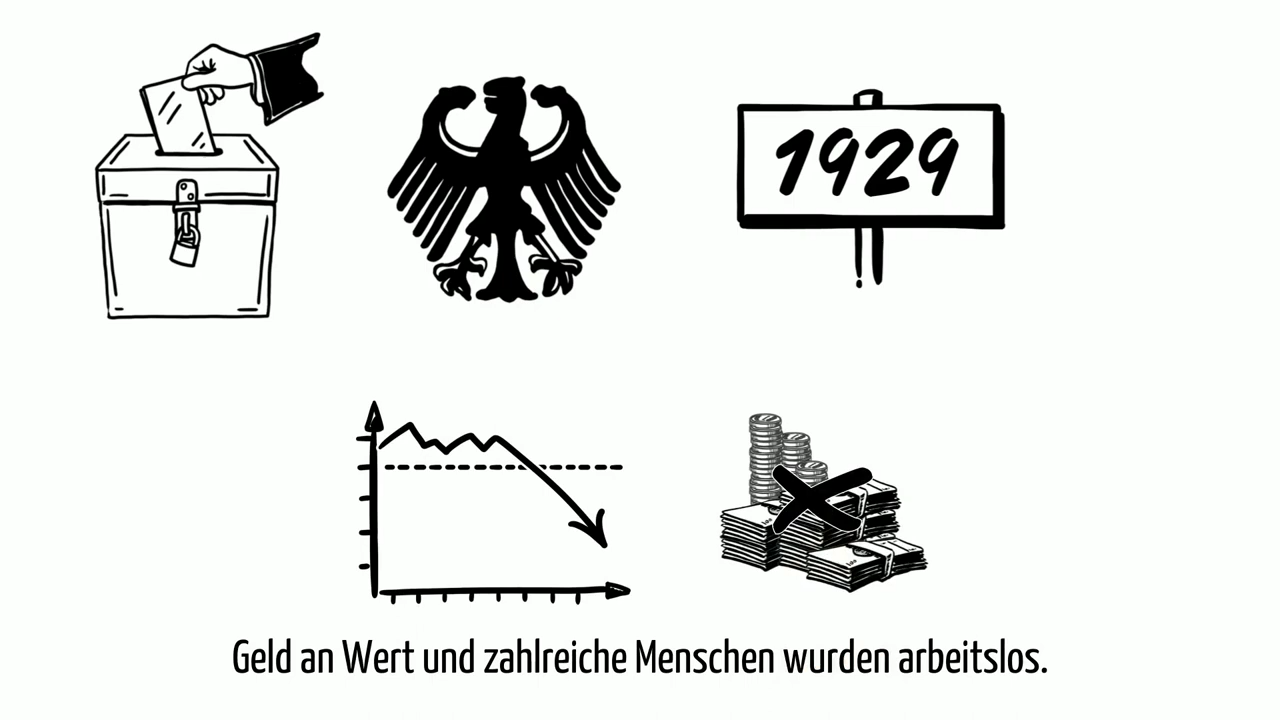 1929
Geld an Wert und zahlreiche Menschen wurden arbeitslos.